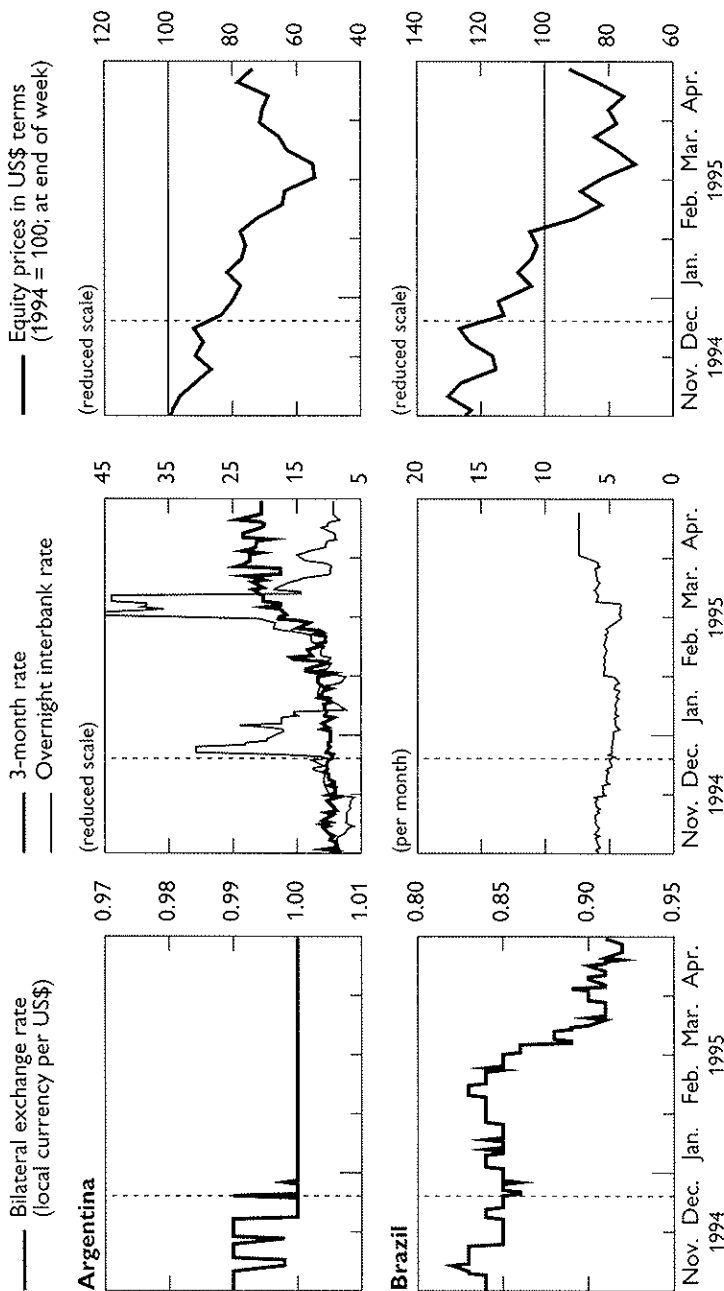 Bilateral exchange rate
(local currency per US$)
3-month rate
Overnight interbank rate
Equity prices in US$ terms
(1994 = 100; at end of week)
Argentina
0.97
0.98
0.99
1.00
1.01
(reduced scale)
45
35
25
15
5
(reduced scale)
120
100
80
60
40
Brazil
0.80
0.85
0.90
0.95
(per month)
20
15
10
5
0
(reduced scale)
140
120
100
80
60
Nov. Dec. Jan. Feb. Mar. Apr.
1994 1995
Nov. Dec. Jan. Feb. Mar. Apr.
1994 1995
Nov. Dec. Jan. Feb. Mar. Apr.
1994 1995